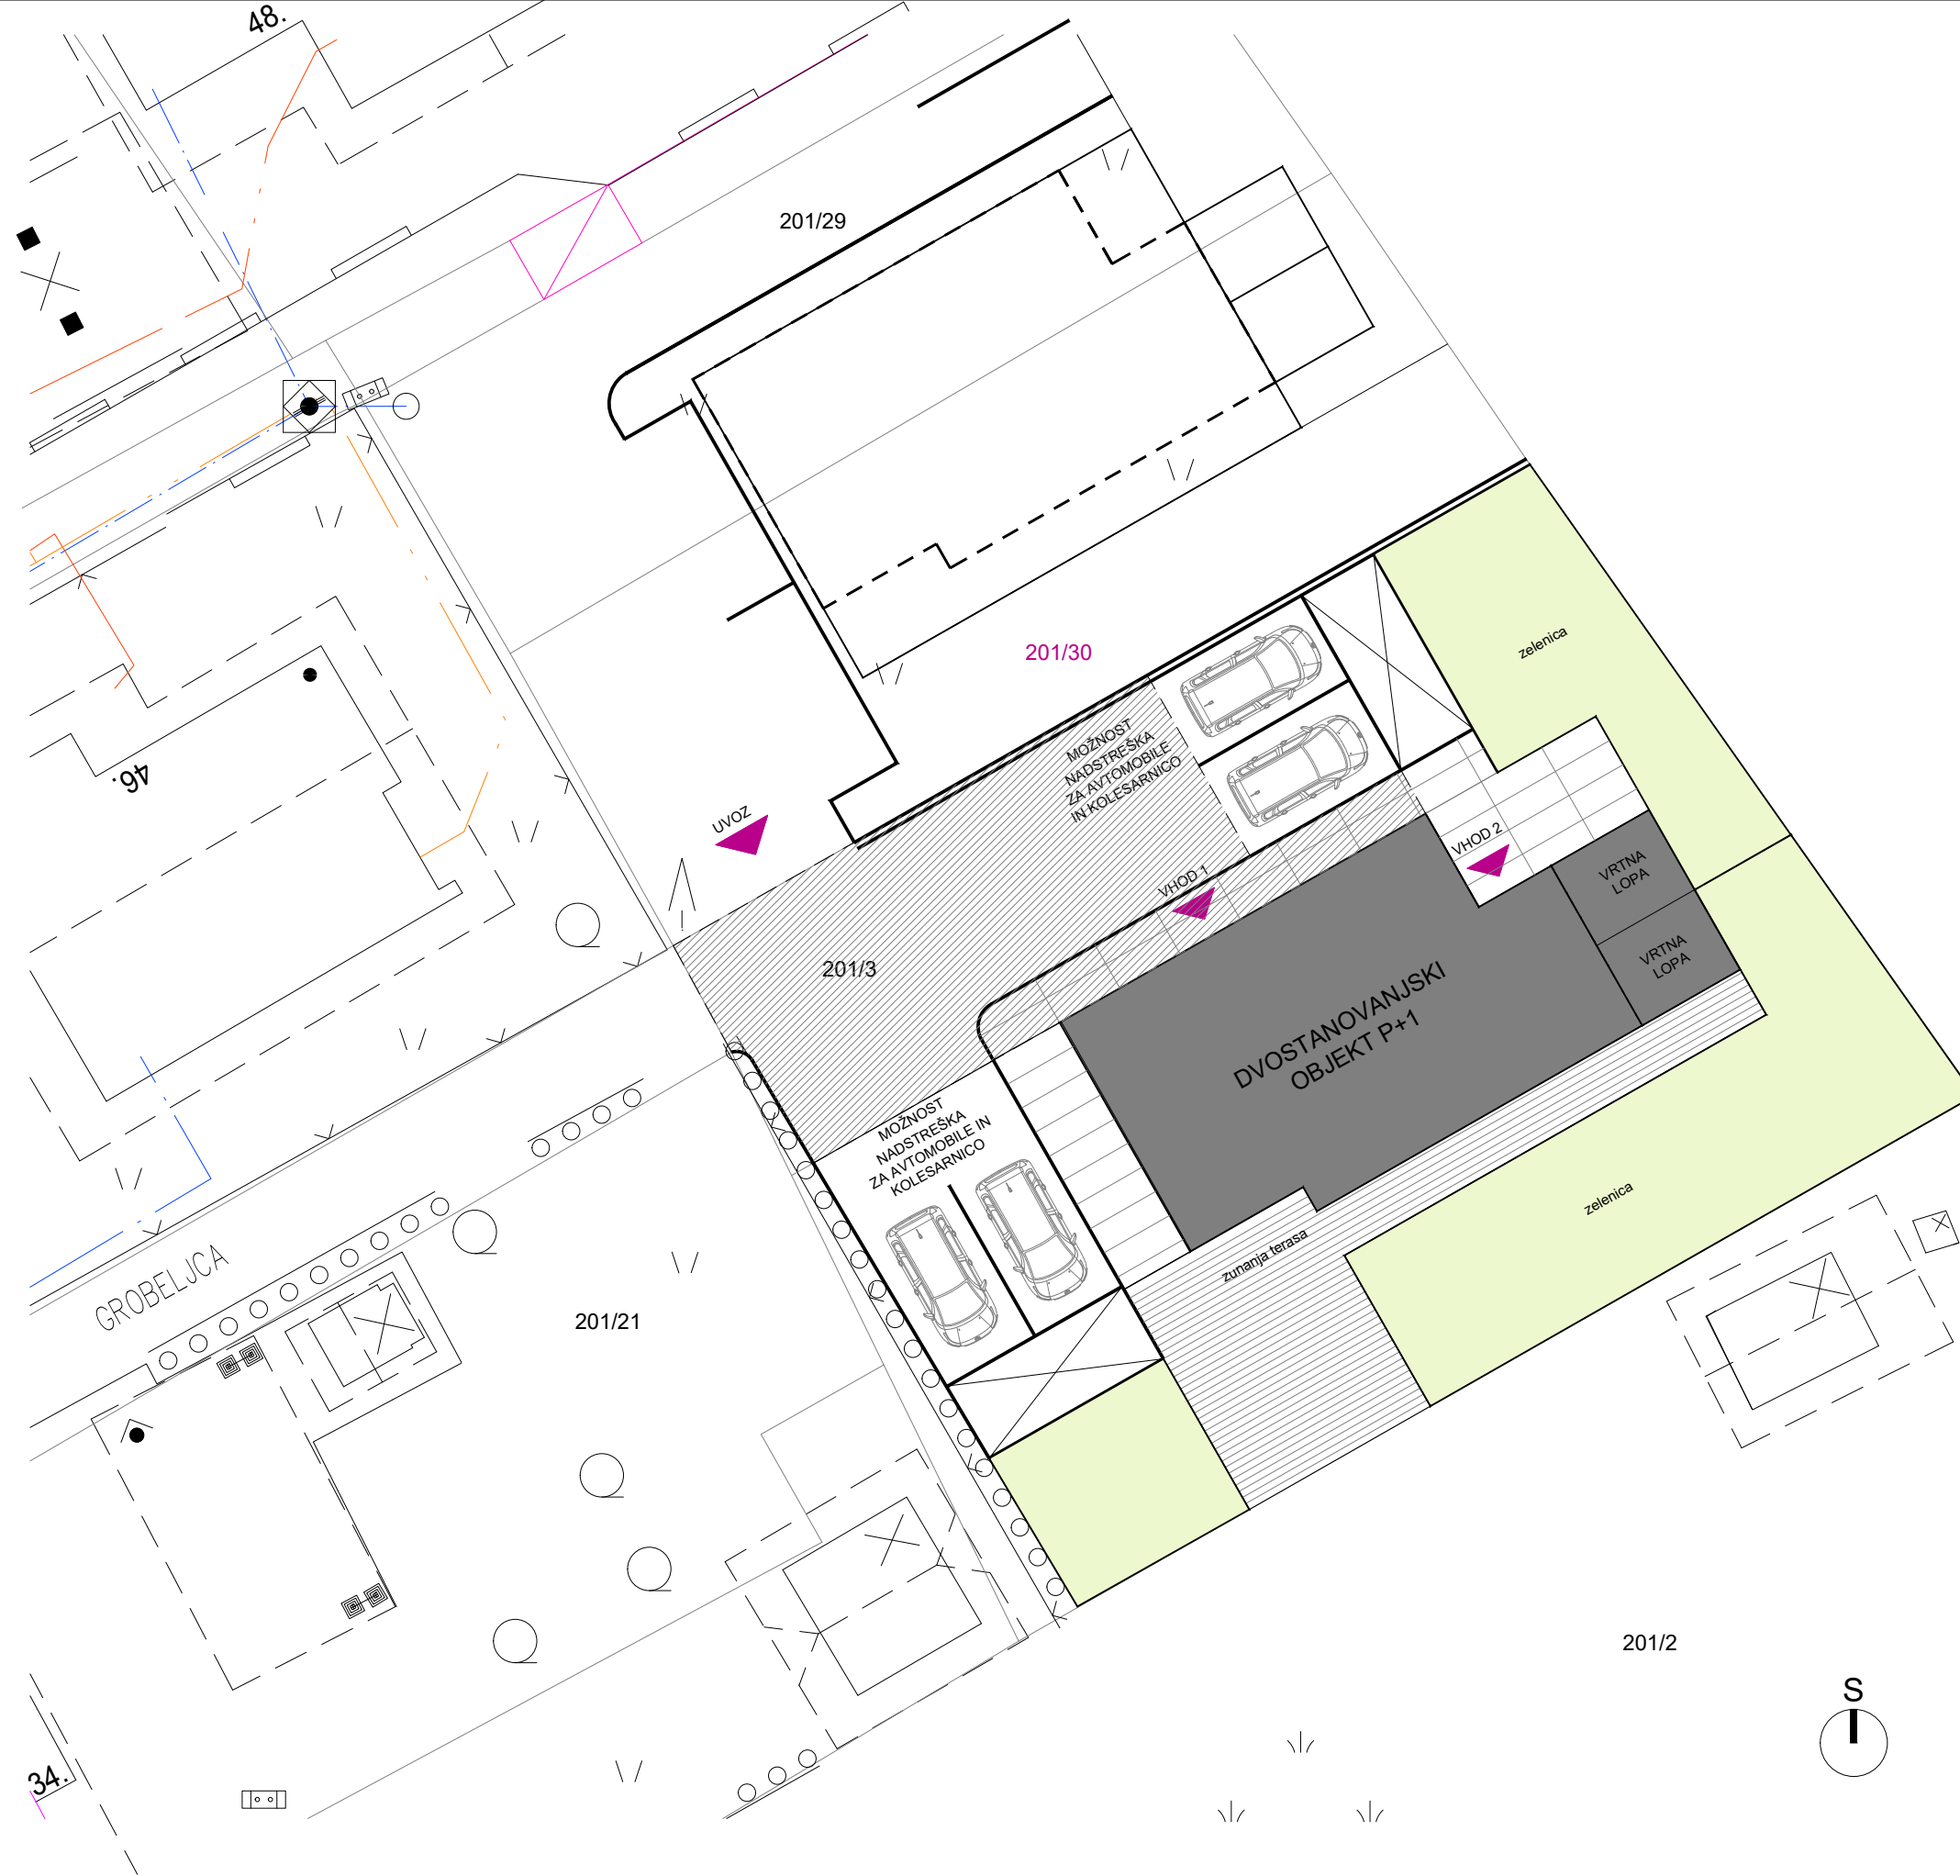 48.
201/29
201/30
zelenica
MOŽNOST
NADSTREŠKA
ZA AVTOMOBILE
IN KOLESARNICO
46.
UVOZ
VHOD 2
VHOD 1
VRTNA
LOPA
VRTNA
LOPA
201/3
DVOSTANOVANJSKI
OBJEKT P+1
MOŽNOST
NADSTREŠKA
ZA AVTOMOBILE IN
KOLESARNICO
zelenica
zunanja terasa
GROBELJCA
201/21
201/2
S
34.